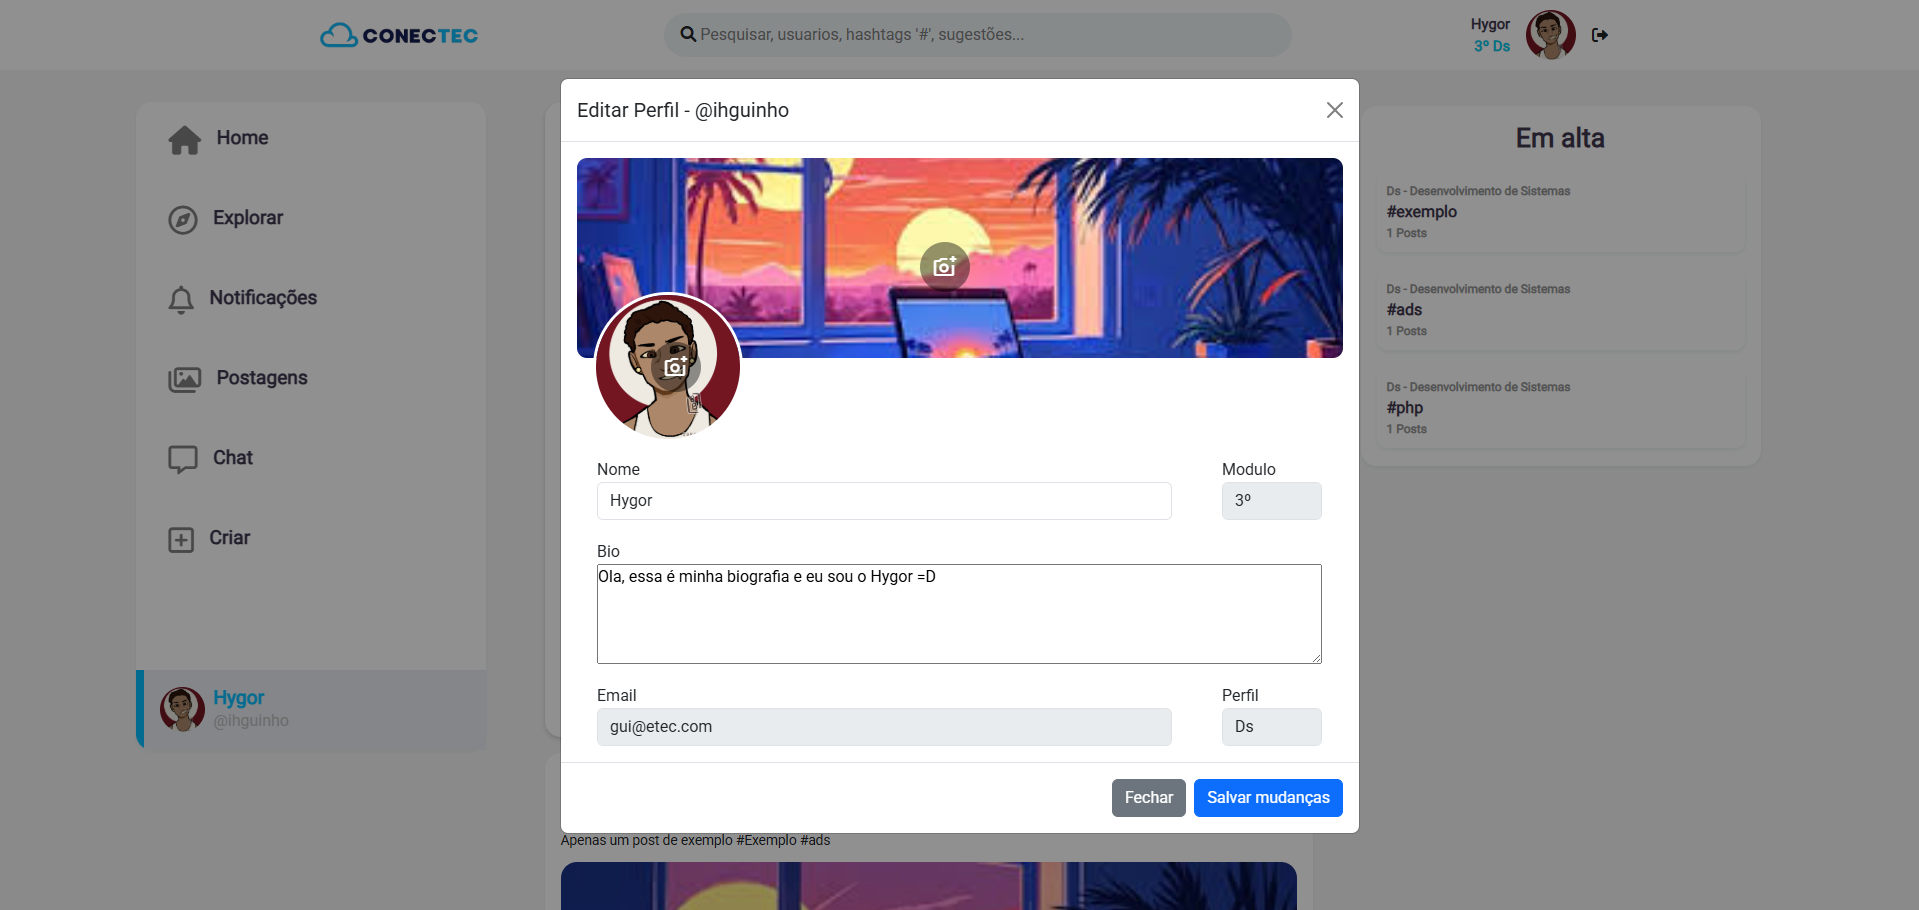 CONECTEC
Pesquisar, usuarios, hashtags '#', sugestões...
Hygor
3º Ds
Home
Explorar
Notificações
Postagens
Chat
Criar
Hygor
@ihguinho
Editar Perfil - @ihguinho
Nome
Hygor
Modulo
3º
Bio
Ola, essa é minha biografia e eu sou o Hygor =D
Email
gui@etec.com
Perfil
Ds
Fechar
Salvar mudanças
Apenas um post de exemplo #Exemplo #ads
Em alta
Ds - Desenvolvimento de Sistemas
#exemplo
1 Posts
Ds - Desenvolvimento de Sistemas
#ads
1 Posts
Ds - Desenvolvimento de Sistemas
#php
1 Posts